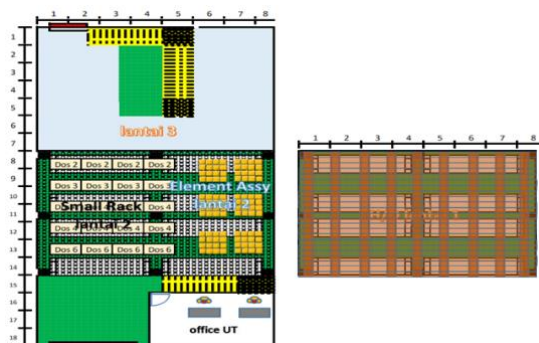 1 2 3 4 5 6 7 8
1
2
3
4
5
6
7
8
9
10
11
12
13
14
15
16
17
18
lantai 3
Dos 2 Dos 2 Dos 2 Dos 2
Dos 3 Dos 3 Dos 3 Dos 3
Element Assy
lantai 2
Small Rack
Dos 4
lantai 2
Dos 4
Dos 6 Dos 6 Dos 6 Dos 6
office UT
1 2 3 4 5 6 7 8